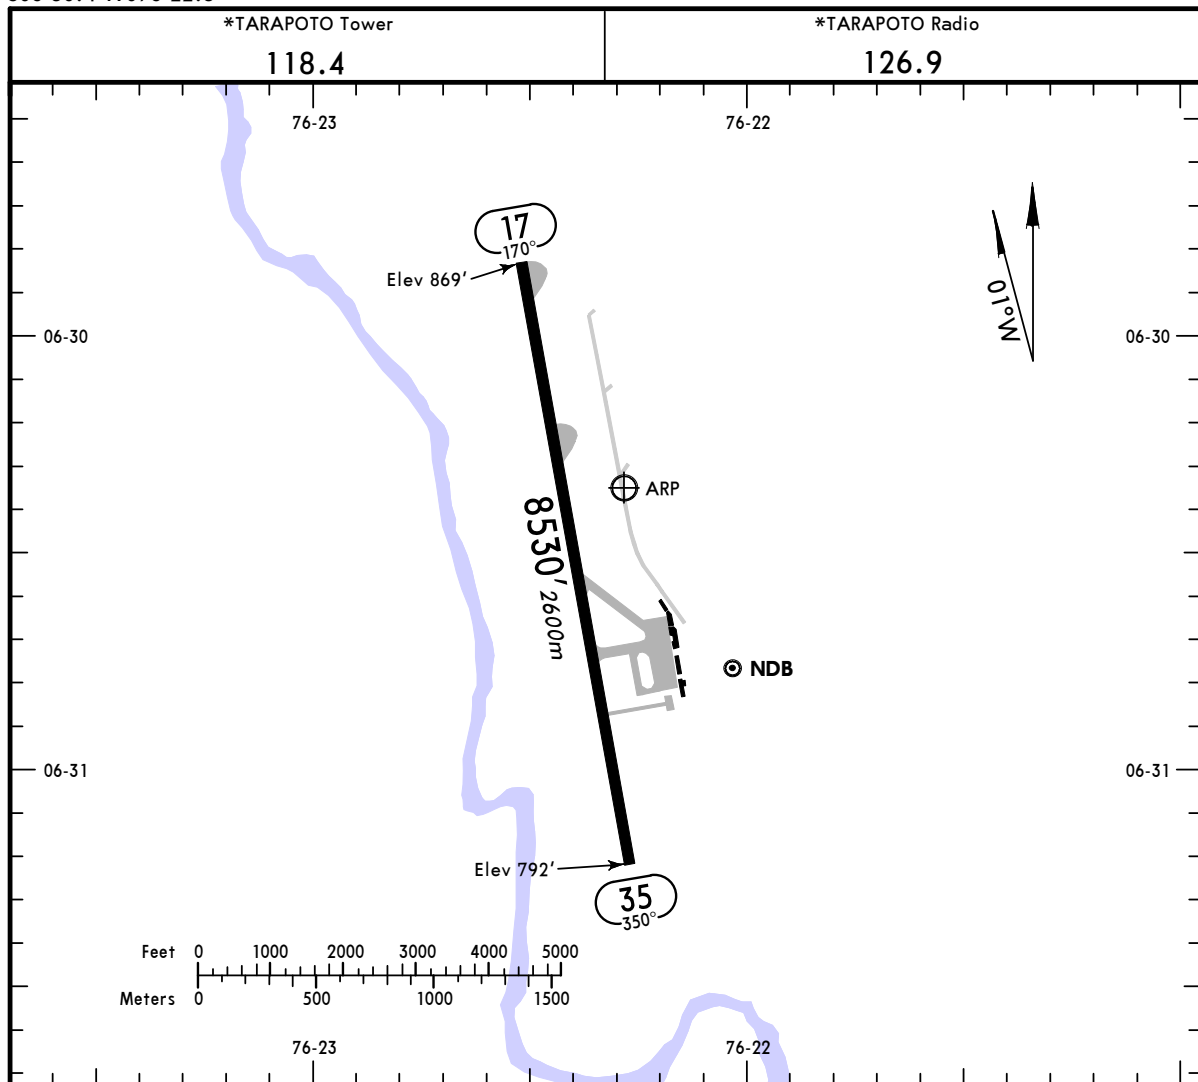 *TARAPOTO Tower
118.4
*TARAPOTO Radio
126.9
76-23
76-22
17
170°
Elev 869'
01°W
06-30
06-30
ARP
8530' 2600m
NDB
06-31
06-31
Elev 792'
35
350°
Feet 0 1000 2000 3000 4000 5000
Meters 0 500 1000 1500
76-23
76-22